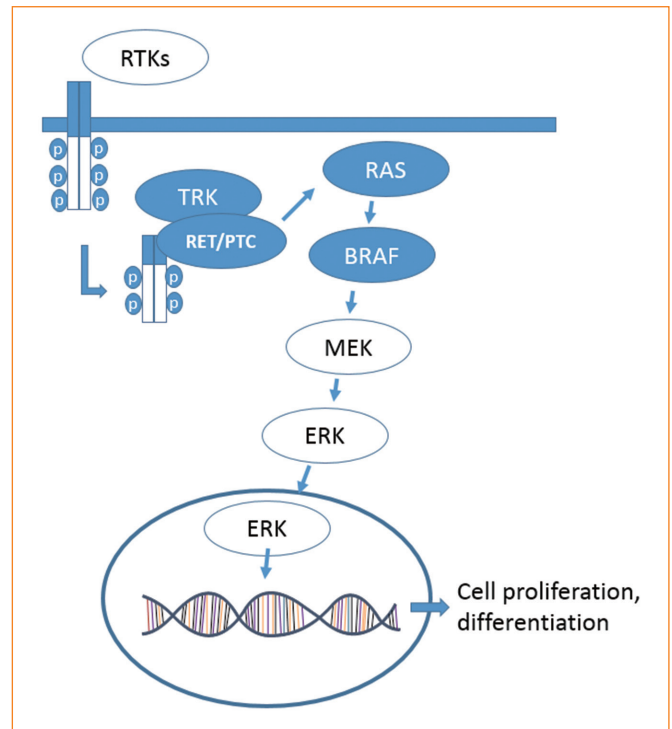 RTKs
p p
p p
p p
TRK
RET/PTC
p p
p p
RAS
BRAF
MEK
ERK
ERK
Cell proliferation,
differentiation